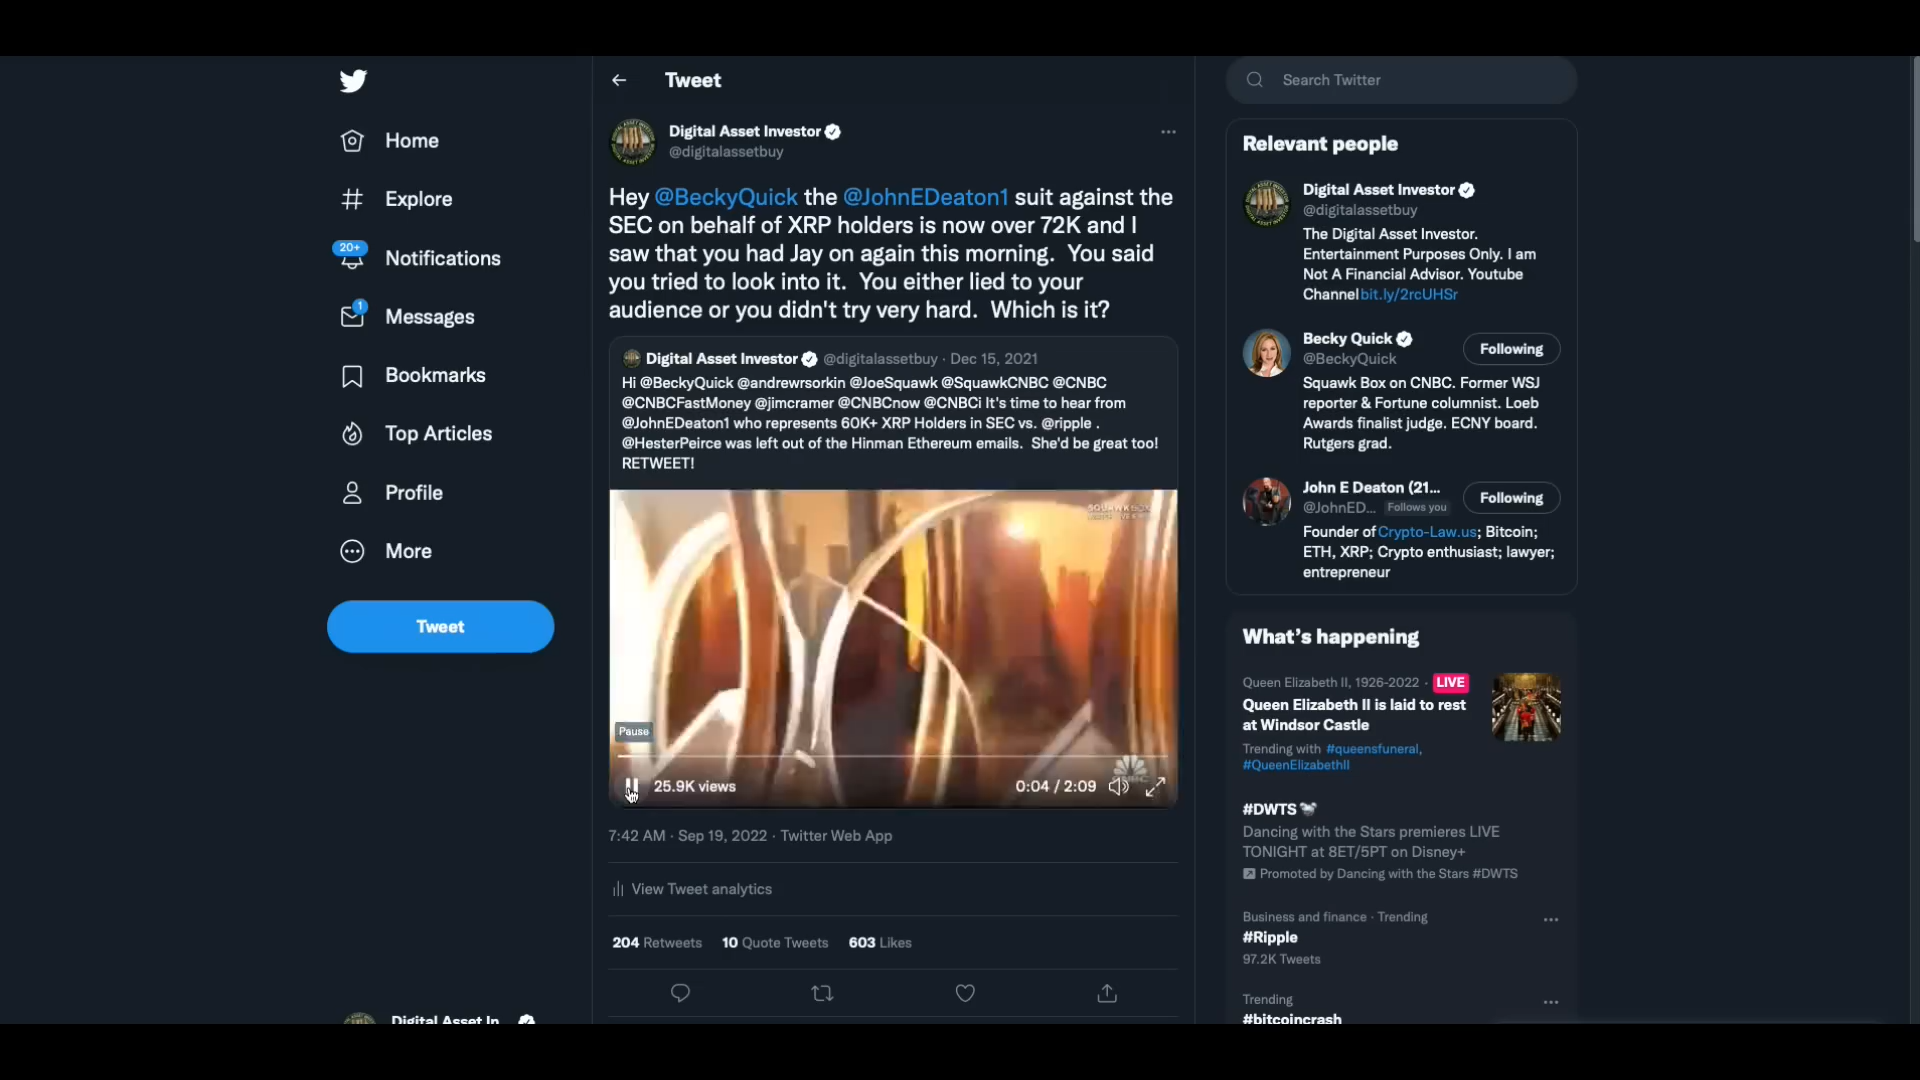 Tweet
Search Twitter
Home
Explore
20+
Notifications
1
Messages
Bookmarks
Top Articles
Profile
More
Tweet
Digital Asset In
Digital Asset Investor
@digitalassetbuy
Hey @BeckyQuick the @JohnEDeaton1 suit against the
SEC on behalf of XRP holders is now over 72K and I
saw that you had Jay on again this morning.  You said
you tried to look into it.  You either lied to your
audience or you didn't try very hard.  Which is it?
Digital Asset Investor @digitalassetbuy · Dec 15, 2021
Hi @BeckyQuick @andrewrsorkin @JoeSquawk @SquawkCNBC @CNBC
@CNBCFastMoney @jimcramer @CNBCnow @CNBCi It's time to hear from
@JohnEDeaton1 who represents 60K+ XRP Holders in SEC vs. @ripple .
@HesterPeirce was left out of the Hinman Ethereum emails.  She'd be great too!
RETWEET!
SQUAWK BOX
Pause
25.9K views
0:04 / 2:09
7:42 AM · Sep 19, 2022 · Twitter Web App
View Tweet analytics
204 Retweets 10 Quote Tweets 603 Likes
Relevant people
Digital Asset Investor
@digitalassetbuy
The Digital Asset Investor.
Entertainment Purposes Only. I am
Not A Financial Advisor. Youtube
Channel bit.ly/2rcUHSr
Becky Quick
@BeckyQuick
Following
Squawk Box on CNBC. Former WSJ
reporter & Fortune columnist. Loeb
Awards finalist judge. ECNY board.
Rutgers grad.
John E Deaton (21...
@JohnED... Follows you
Following
Founder of Crypto-Law.us; Bitcoin;
ETH, XRP; Crypto enthusiast; lawyer;
entrepreneur
What's happening
Queen Elizabeth II, 1926-2022 · LIVE
Queen Elizabeth II is laid to rest
at Windsor Castle
Trending with #queensfuneral,
#QueenElizabethII
#DWTS
Dancing with the Stars premieres LIVE
TONIGHT at 8ET/5PT on Disney+
Promoted by Dancing with the Stars #DWTS
Business and finance · Trending
#Ripple
97.2K Tweets
Trending
#bitcoincrash